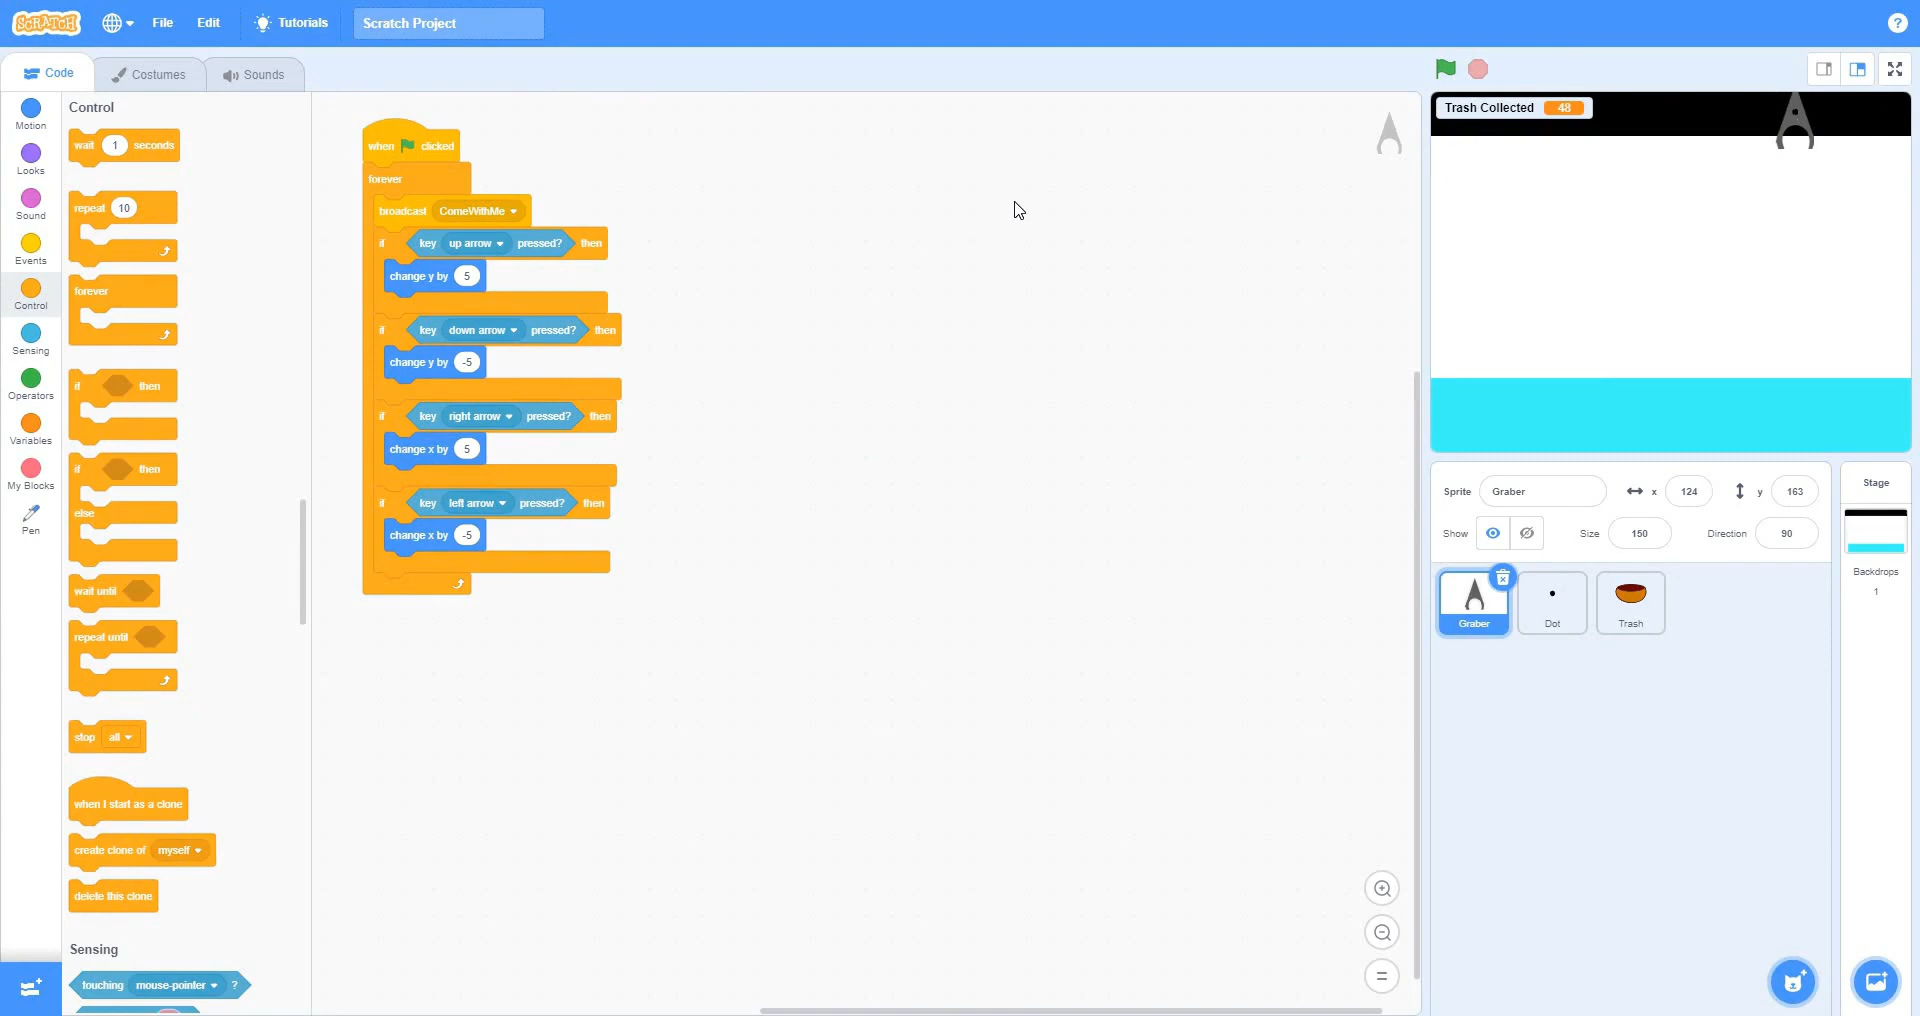 SCRATCH File Edit Tutorials Scratch Project ?
Code Costumes Sounds
Motion
Looks
Sound
Events
Control
Sensing
Operators
Variables
My Blocks
Pen
Control
wait 1 seconds
repeat 10
forever
if then
if then
else
wait until
repeat until
stop all
when I start as a clone
create clone of myself
delete this clone
Sensing
touching mouse-pointer ?
when clicked
forever
broadcast ComeWithMe
if key up arrow pressed? then
change y by 5
if key down arrow pressed? then
change y by -5
if key right arrow pressed? then
change x by 5
if key left arrow pressed? then
change x by -5
Trash Collected 48
Sprite Graber x 124 y 163
Show Size 150 Direction 90
Graber Dot Trash
Stage
Backdrops
1